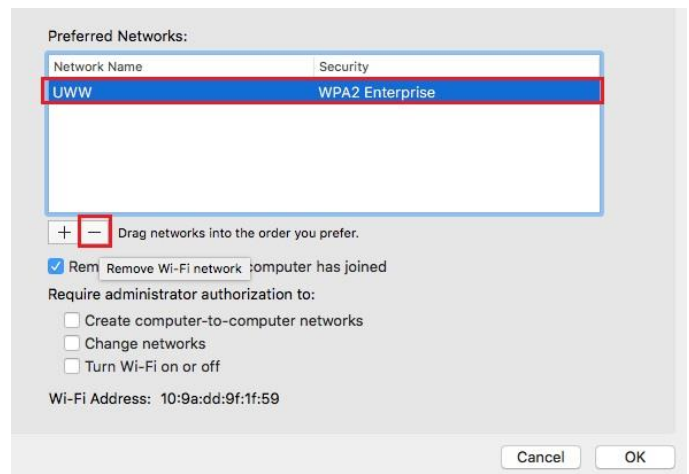 Preferred Networks:
Network Name Security
UWW WPA2 Enterprise
+ − Drag networks into the order you prefer.
Rem Remove Wi-Fi network computer has joined
Require administrator authorization to:
Create computer-to-computer networks
Change networks
Turn Wi-Fi on or off
Wi-Fi Address: 10:9a:dd:9f:1f:59
Cancel OK